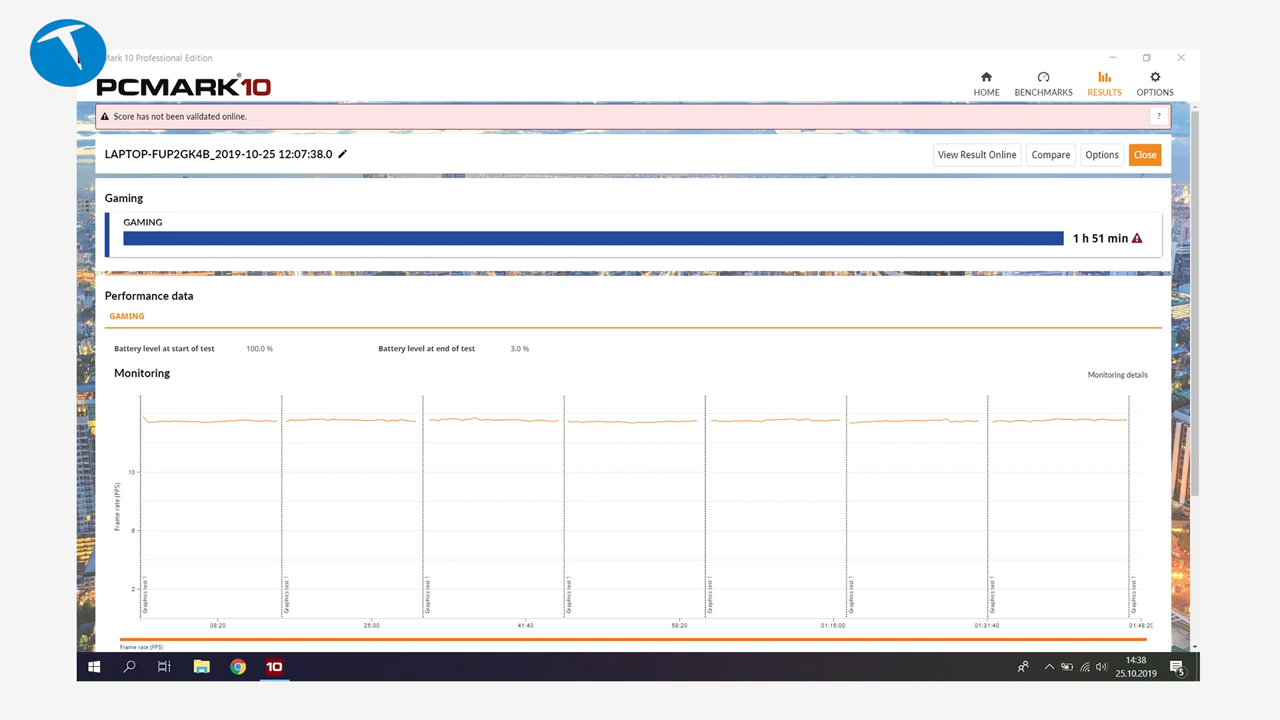 Mark 10 Professional Edition
PCMARK®10
HOME BENCHMARKS RESULTS OPTIONS
Score has not been validated online. ?
LAPTOP-FUP2GK4B_2019-10-25 12:07:38.0 View Result Online Compare Options Close
Gaming
GAMING
1 h 51 min
Performance data
GAMING
Battery level at start of test 100.0 % Battery level at end of test 3.0 %
Monitoring
Monitoring details
10
6
2
Frame rate (FPS)
Graphics test 1
Graphics test 1
Graphics test 1
Graphics test 1
Graphics test 1
Graphics test 1
Graphics test 1
Graphics test 1
08:20 25:00 41:40 58:20 01:15:00 01:31:40 01:48:20
Frame rate (FPS)
10
14:38
25.10.2019
5